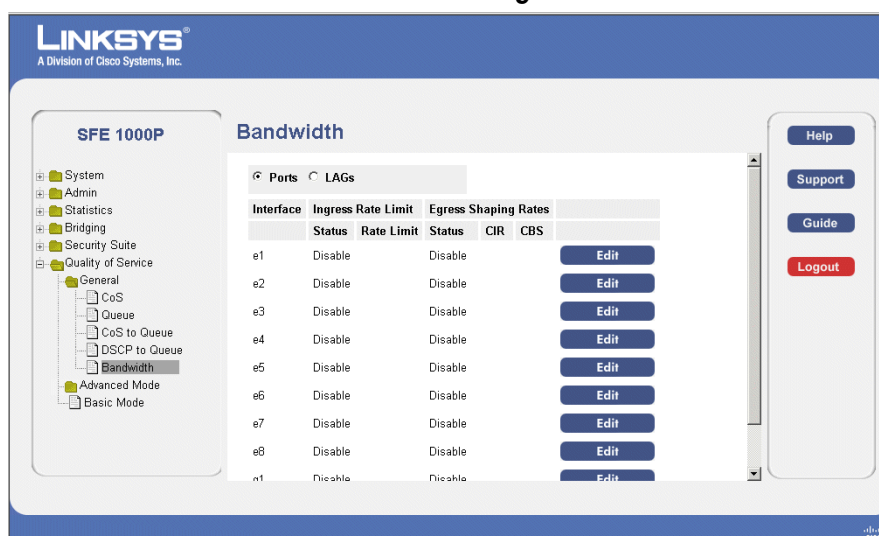 LINKSYS®
A Division of Cisco Systems, Inc.
SFE 1000P
System
Admin
Statistics
Bridging
Security Suite
Quality of Service
General
CoS
Queue
CoS to Queue
DSCP to Queue
Bandwidth
Advanced Mode
Basic Mode
Bandwidth
Ports LAGs
Interface Ingress Rate Limit Egress Shaping Rates
Status Rate Limit Status CIR CBS
e1 Disable Disable Edit
e2 Disable Disable Edit
e3 Disable Disable Edit
e4 Disable Disable Edit
e5 Disable Disable Edit
e6 Disable Disable Edit
e7 Disable Disable Edit
e8 Disable Disable Edit
g1 Disable Disable Edit
Help
Support
Guide
Logout